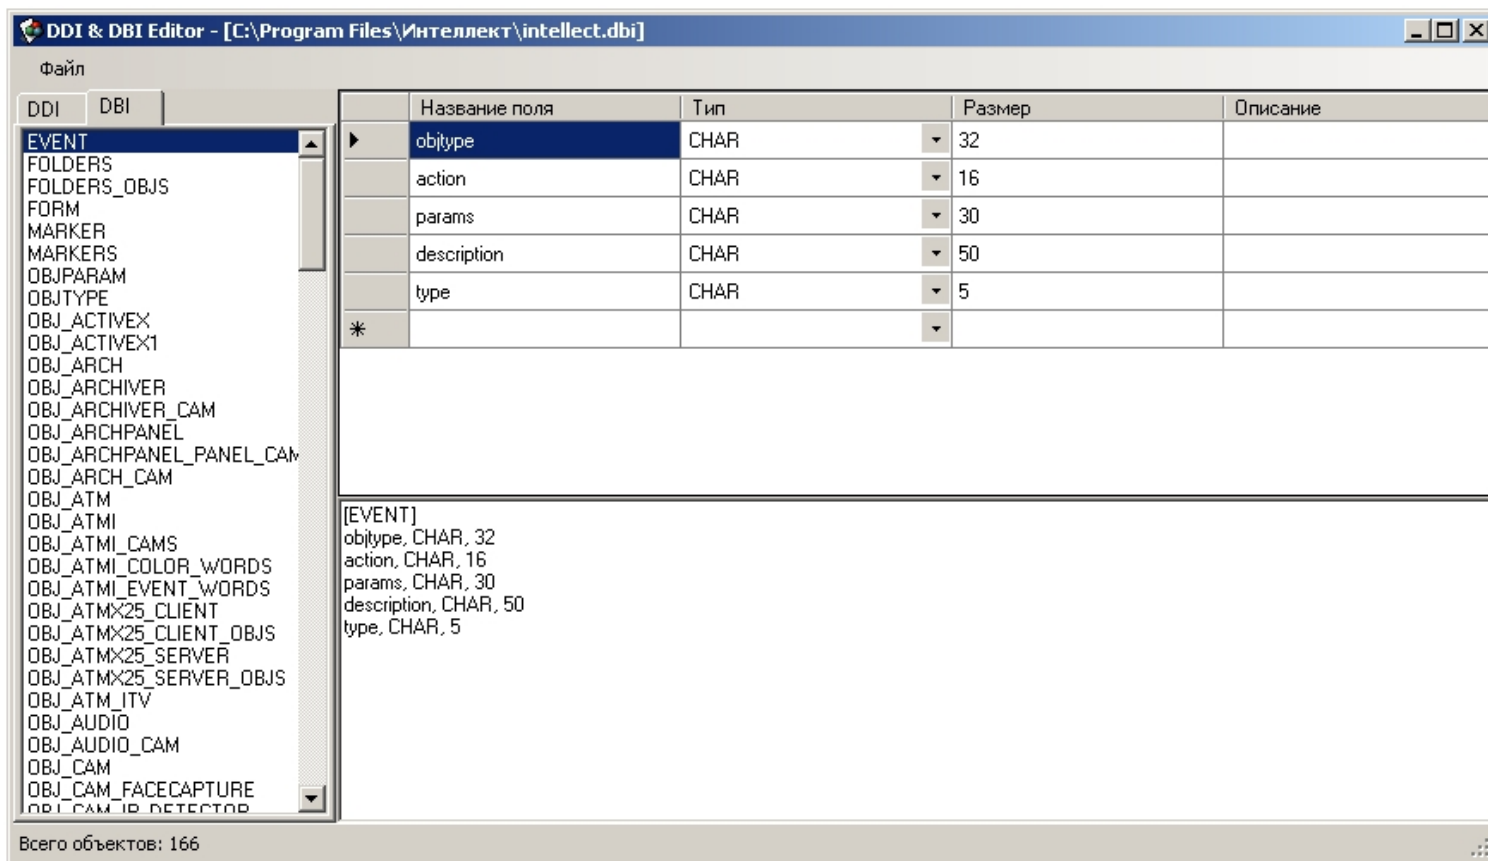 DDI & DBI Editor - [C:\Program Files\Интеллект\intellect.dbi]
Файл
DDI DBI
EVENT
FOLDERS
FOLDERS_OBJS
FORM
MARKER
MARKERS
OBJPARAM
OBJTYPE
OBJ_ACTIVEX
OBJ_ACTIVEX1
OBJ_ARCH
OBJ_ARCHIVER
OBJ_ARCHIVER_CAM
OBJ_ARCHPANEL
OBJ_ARCHPANEL_PANEL_CAM
OBJ_ARCH_CAM
OBJ_ATM
OBJ_ATMI
OBJ_ATMI_CAMS
OBJ_ATMI_COLOR_WORDS
OBJ_ATMI_EVENT_WORDS
OBJ_ATMX25_CLIENT
OBJ_ATMX25_CLIENT_OBJS
OBJ_ATMX25_SERVER
OBJ_ATMX25_SERVER_OBJS
OBJ_ATM_ITV
OBJ_AUDIO
OBJ_AUDIO_CAM
OBJ_CAM
OBJ_CAM_FACECAPTURE
OBJ_CAM_IR_DETECTOR
Название поля Тип Размер Описание
objtype CHAR 32
action CHAR 16
params CHAR 30
description CHAR 50
type CHAR 5
[EVENT]
objtype, CHAR, 32
action, CHAR, 16
params, CHAR, 30
description, CHAR, 50
type, CHAR, 5
Всего объектов: 166